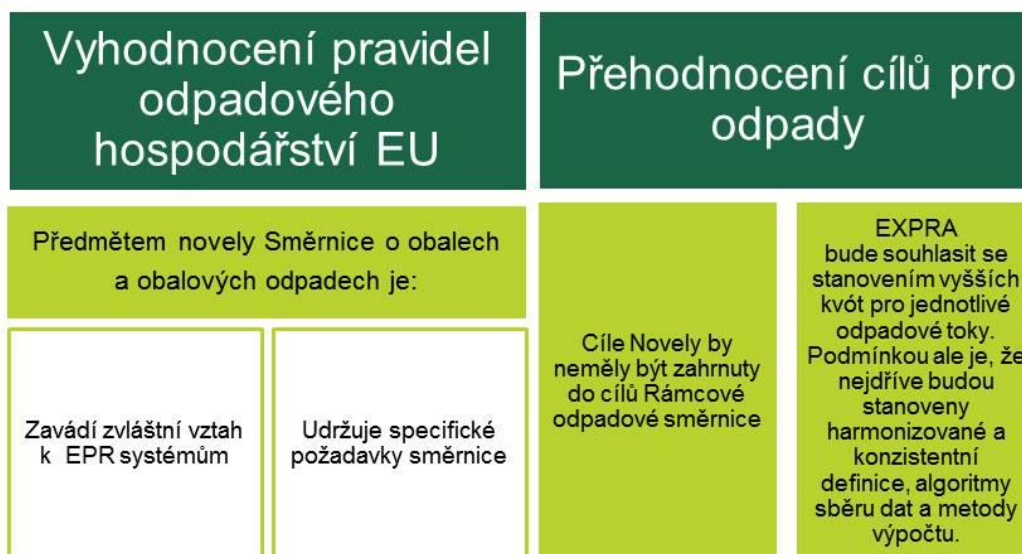 Vyhodnocení pravidel
odpadového
hospodářství EU
Přehodnocení cílů pro
odpady
Předmětem novely Směrnice o obalech
a obalových odpadech je:
Zavádí zvláštní vztah
k EPR systémům
Udržuje specifické
požadavky směrnice
Cíle Novely by
neměly být zahrnuty
do cílů Rámcové
odpadové směrnice
EXPRA
bude souhlasit se
stanovením vyšších
kvót pro jednotlivé
odpadové toky.
Podmínkou ale je, že
nejdříve budou
stanoveny
harmonizované a
konzistentní
definice, algoritmy
sběru dat a metody
výpočtu.